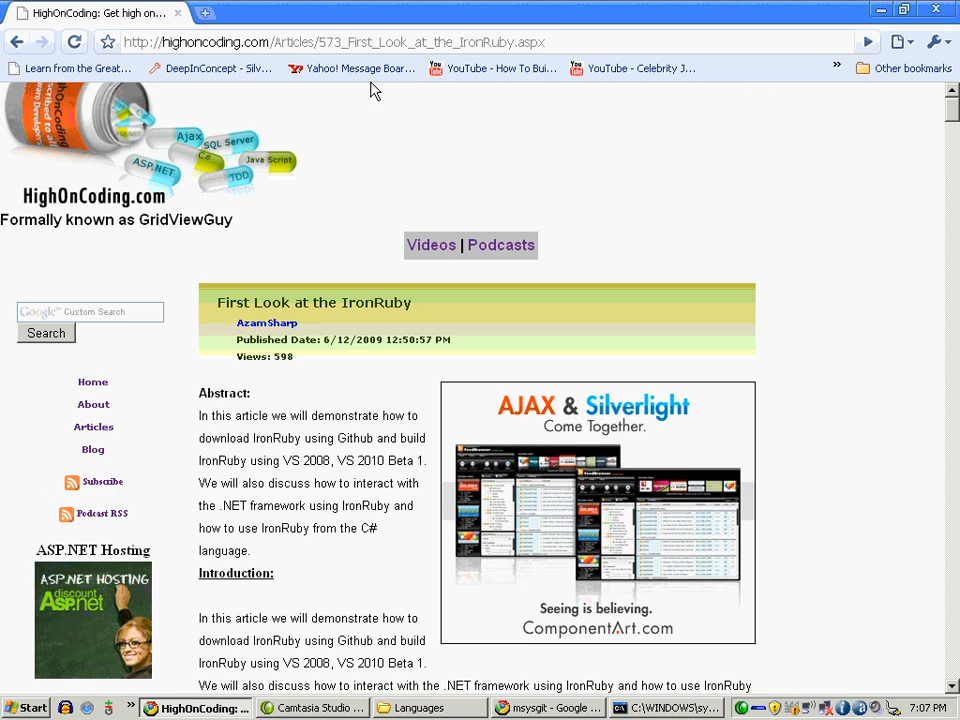 HighOnCoding: Get high on...
http://highoncoding.com/Articles/573_First_Look_at_the_IronRuby.aspx
Learn from the Great...
DeepInConcept - Silv...
Yahoo! Message Boar...
YouTube - How To Bui...
YouTube - Celebrity J...
»
Other bookmarks
Ajax
SQL Server
C#
Java Script
ASP.NET
TDD
HighOnCoding.com
Formally known as GridViewGuy
Videos | Podcasts
Google™ Custom Search
Search
Home
About
Articles
Blog
Subscribe
Podcast RSS
ASP.NET Hosting
ASP.NET HOSTING
discount
Asp.net
First Look at the IronRuby
AzamSharp
Published Date: 6/12/2009 12:50:57 PM
Views: 598
Abstract:
In this article we will demonstrate how to
download IronRuby using Github and build
IronRuby using VS 2008, VS 2010 Beta 1.
We will also discuss how to interact with
the .NET framework using IronRuby and
how to use IronRuby from the C#
language.
Introduction:
In this article we will demonstrate how to
download IronRuby using Github and build
IronRuby using VS 2008, VS 2010 Beta 1.
We will also discuss how to interact with the .NET framework using IronRuby and how to use IronRuby
AJAX & Silverlight
Come Together.
Seeing is believing.
ComponentArt.com
Start
»
HighOnCoding: ...
Camtasia Studio ...
Languages
msysgit - Google ...
C:\WINDOWS\sy...
7:07 PM